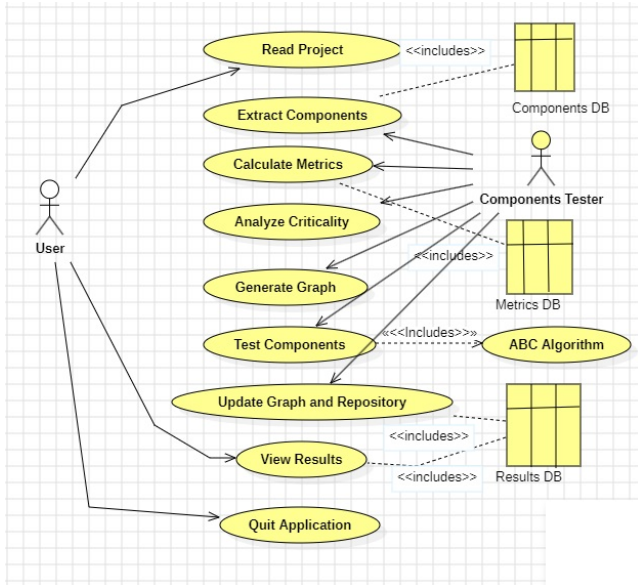 Read Project
<<includes>>
Extract Components
Components DB
Calculate Metrics
Components Tester
Analyze Criticality
User
<<includes>>
Generate Graph
Metrics DB
Test Components
«<<Includes>>»
ABC Algorithm
Update Graph and Repository
<<includes>>
View Results
<<includes>>
Results DB
Quit Application